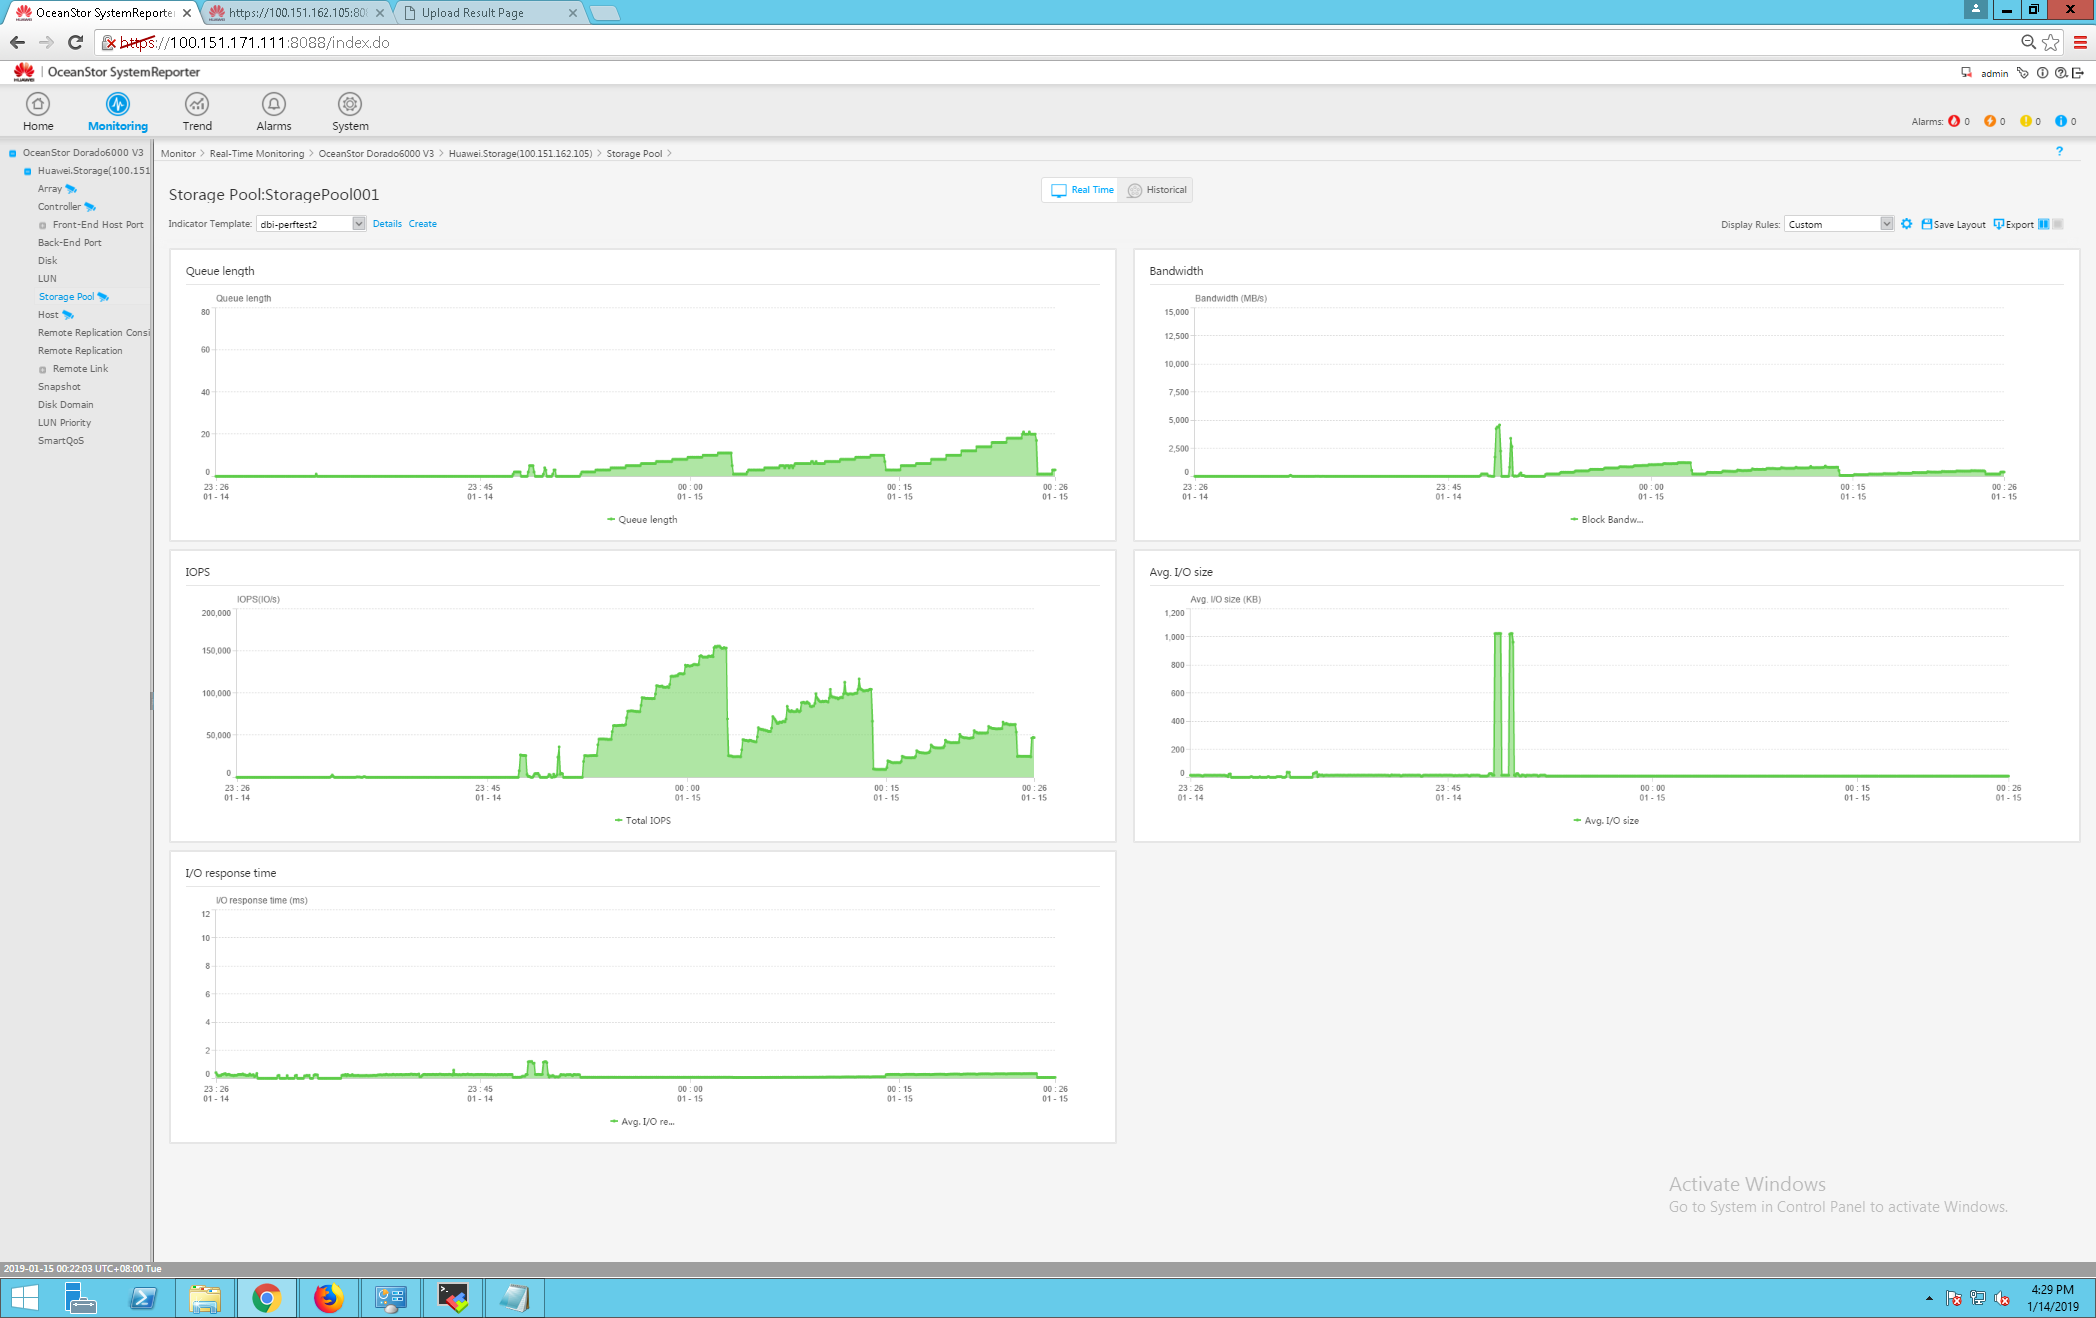 OceanStor SystemReporte
https://100.151.162.105:808
Upload Result Page
https://100.151.171.111:8088/index.do
HUAWEI
OceanStor SystemReporter
admin
Home
Monitoring
Trend
Alarms
System
Alarms: 0 0 0 0
OceanStor Dorado6000 V3
Huawei.Storage(100.151
Array
Controller
Front-End Host Port
Back-End Port
Disk
LUN
Storage Pool
Host
Remote Replication Consi
Remote Replication
Remote Link
Snapshot
Disk Domain
LUN Priority
SmartQoS
Monitor > Real-Time Monitoring > OceanStor Dorado6000 V3 > Huawei.Storage(100.151.162.105) > Storage Pool >
?
Storage Pool:StoragePool001
Real Time
Historical
Indicator Template: dbi-perftest2 Details Create
Display Rules: Custom Save Layout Export
Queue length
Queue length
80
60
40
20
0
23 : 26 23 : 45 00 : 00 00 : 15 00 : 26
01 - 14 01 - 14 01 - 15 01 - 15 01 - 15
Queue length
Bandwidth
Bandwidth (MB/s)
15,000
12,500
10,000
7,500
5,000
2,500
0
23 : 26 23 : 45 00 : 00 00 : 15 00 : 26
01 - 14 01 - 14 01 - 15 01 - 15 01 - 15
Block Bandw...
IOPS
IOPS(IO/s)
200,000
150,000
100,000
50,000
0
23 : 26 23 : 45 00 : 00 00 : 15 00 : 26
01 - 14 01 - 14 01 - 15 01 - 15 01 - 15
Total IOPS
Avg. I/O size
Avg. I/O size (KB)
1,200
1,000
800
600
400
200
0
23 : 26 23 : 45 00 : 00 00 : 15 00 : 26
01 - 14 01 - 14 01 - 15 01 - 15 01 - 15
Avg. I/O size
I/O response time
I/O response time (ms)
12
10
8
6
4
2
0
23 : 26 23 : 45 00 : 00 00 : 15 00 : 26
01 - 14 01 - 14 01 - 15 01 - 15 01 - 15
Avg. I/O re...
Activate Windows
Go to System in Control Panel to activate Windows.
2019-01-15 00:22:03 UTC+08:00 Tue
4:29 PM
1/14/2019